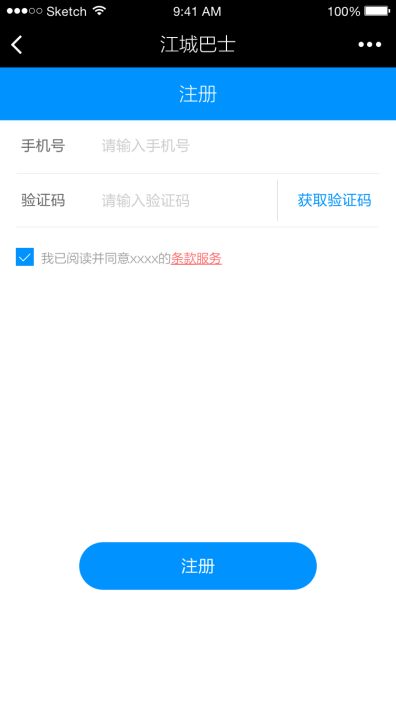 Sketch 9:41 AM 100%
江城巴士
注册
手机号 请输入手机号
验证码 请输入验证码 获取验证码
我已阅读并同意xxxx的条款服务
注册